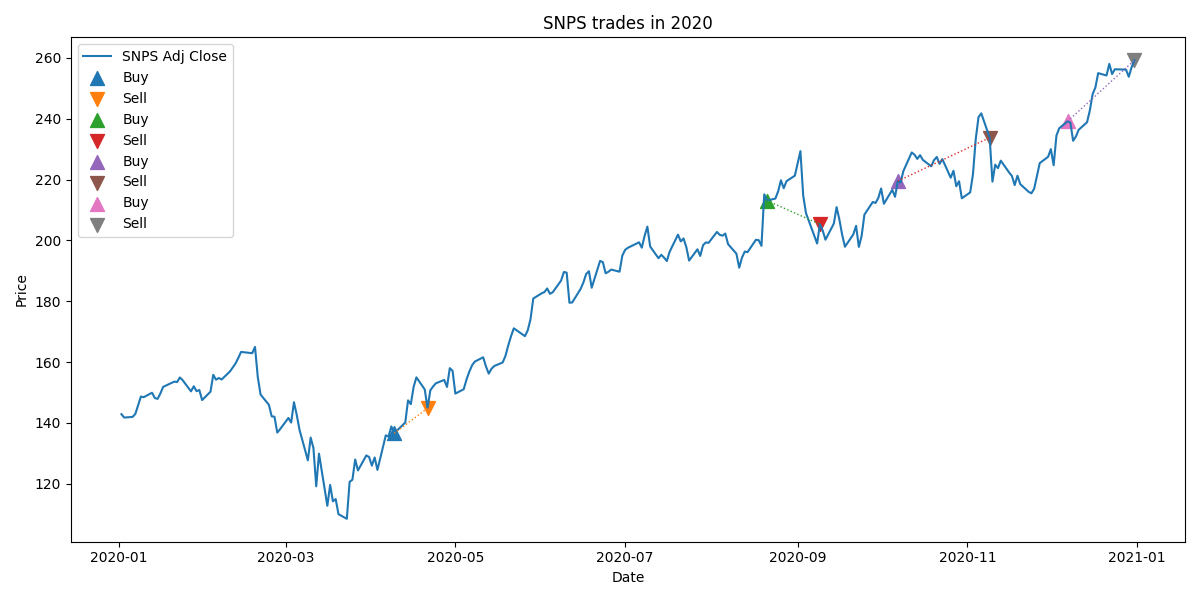 SNPS trades in 2020
SNPS Adj Close
Buy
Sell
Buy
Sell
Buy
Sell
Buy
Sell
Price
260
240
220
200
180
160
140
120
2020-01 2020-03 2020-05 2020-07 2020-09 2020-11 2021-01
Date